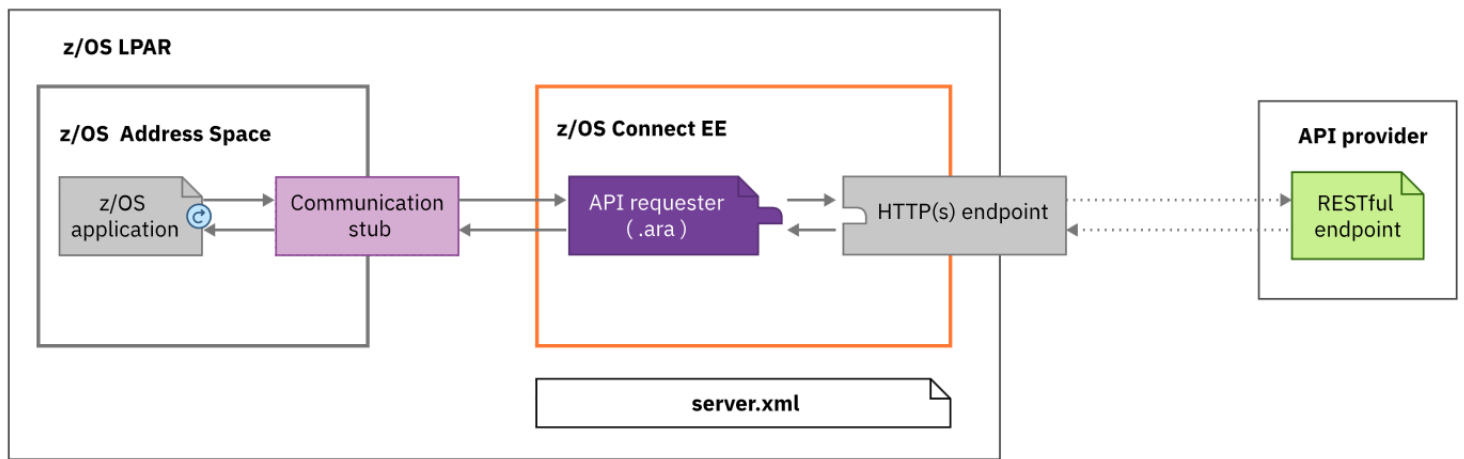 z/OS LPAR
z/OS Address Space
z/OS Connect EE
API provider
z/OS
application
Communication
stub
API requester
( .ara )
HTTP(s) endpoint
RESTful
endpoint
server.xml